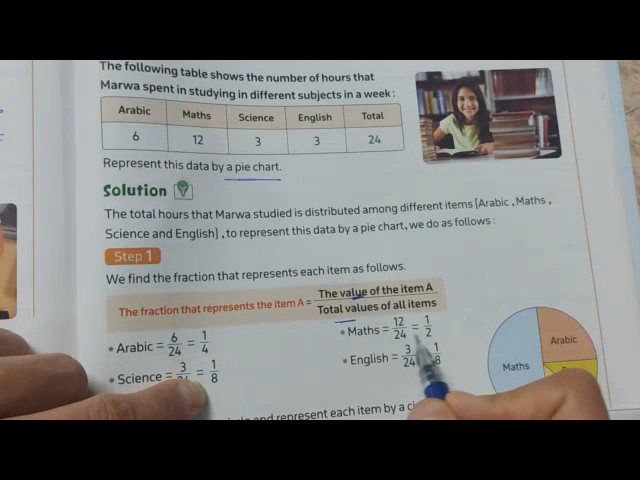 The following table shows the number of hours that
Marwa spent in studying in different subjects in a week:
Arabic Maths Science English Total
6 12 3 3 24
Represent this data by a pie chart.
Solution
The total hours that Marwa studied is distributed among different items (Arabic, Maths,
Science and English), to represent this data by a pie chart, we do as follows:
Step 1
We find the fraction that represents each item as follows.
The fraction that represents the item A = The value of the item A / Total values of all items
• Arabic = 6/24 = 1/4
• Maths = 12/24 = 1/2
• Science = 3/ = 1/8
• English = 3/24 1/8
Arabic
Maths
and represent each item by a